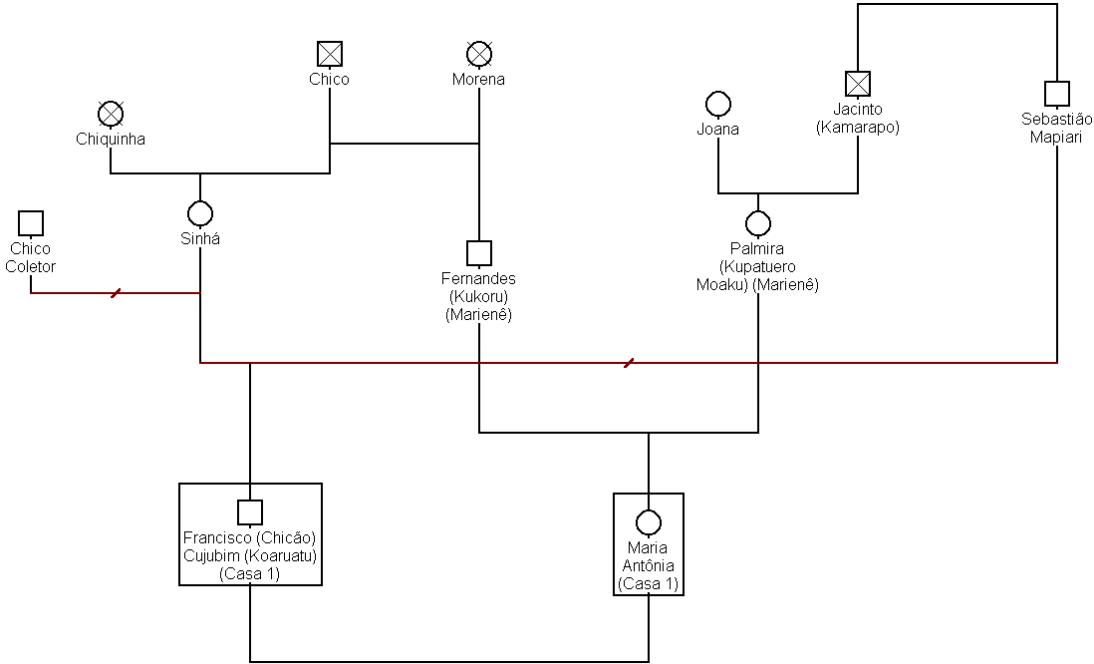 Chico
Morena
Chiquinha
Joana
Jacinto
(Kamarapo)
Sebastião
Mapiari
Sinhá
Chico
Coletor
Fernandes
(Kukoru)
(Marienê)
Palmira
(Kupatuero
Moaku) (Marienê)
Francisco (Chicão)
Cujubim (Koaruatu)
(Casa 1)
Maria
Antônia
(Casa 1)